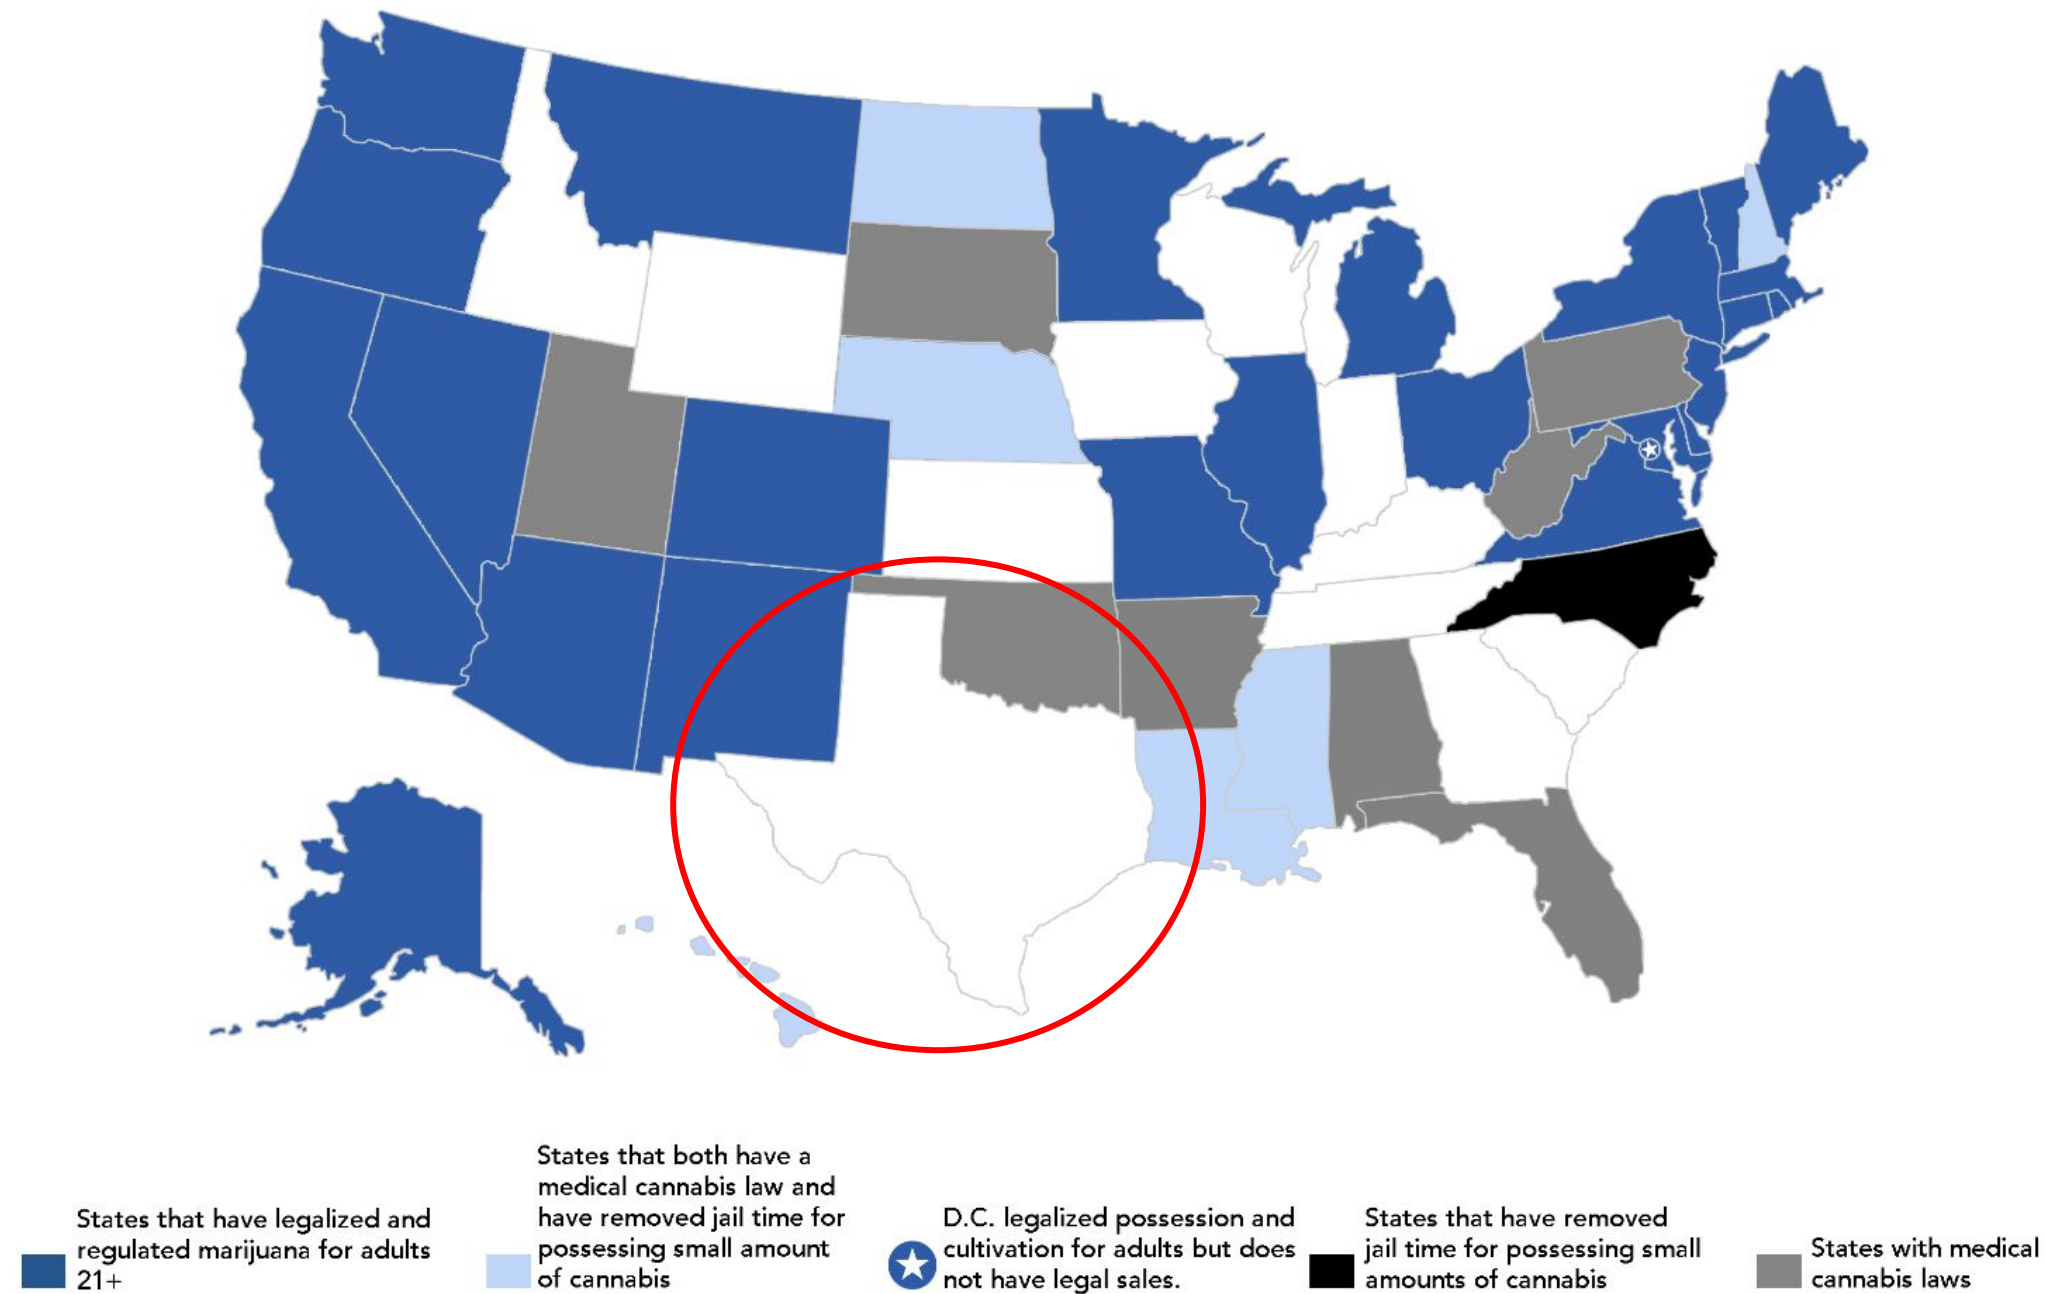 States that have legalized and
regulated marijuana for adults
21+
States that both have a
medical cannabis law and
have removed jail time for
possessing small amount
of cannabis
D.C. legalized possession and
cultivation for adults but does
not have legal sales.
States that have removed
jail time for possessing small
amounts of cannabis
States with medical
cannabis laws